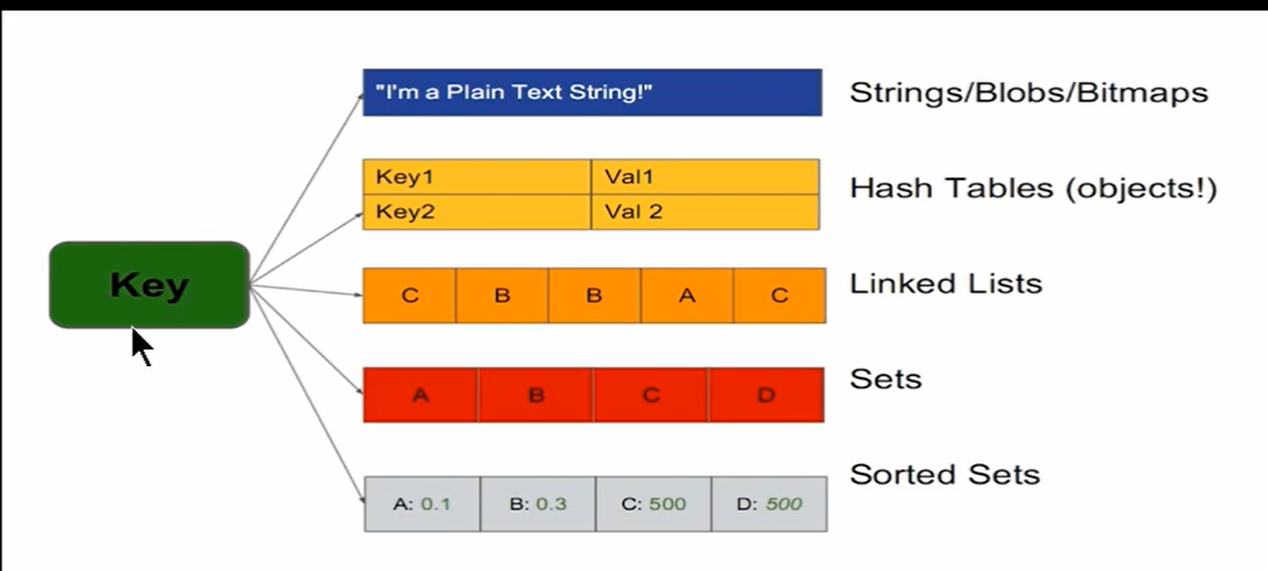 Key
"I'm a Plain Text String!"
Strings/Blobs/Bitmaps
Key1 Val1
Key2 Val 2
Hash Tables (objects!)
C B B A C
Linked Lists
A B C D
Sets
A: 0.1 B: 0.3 C: 500 D: 500
Sorted Sets